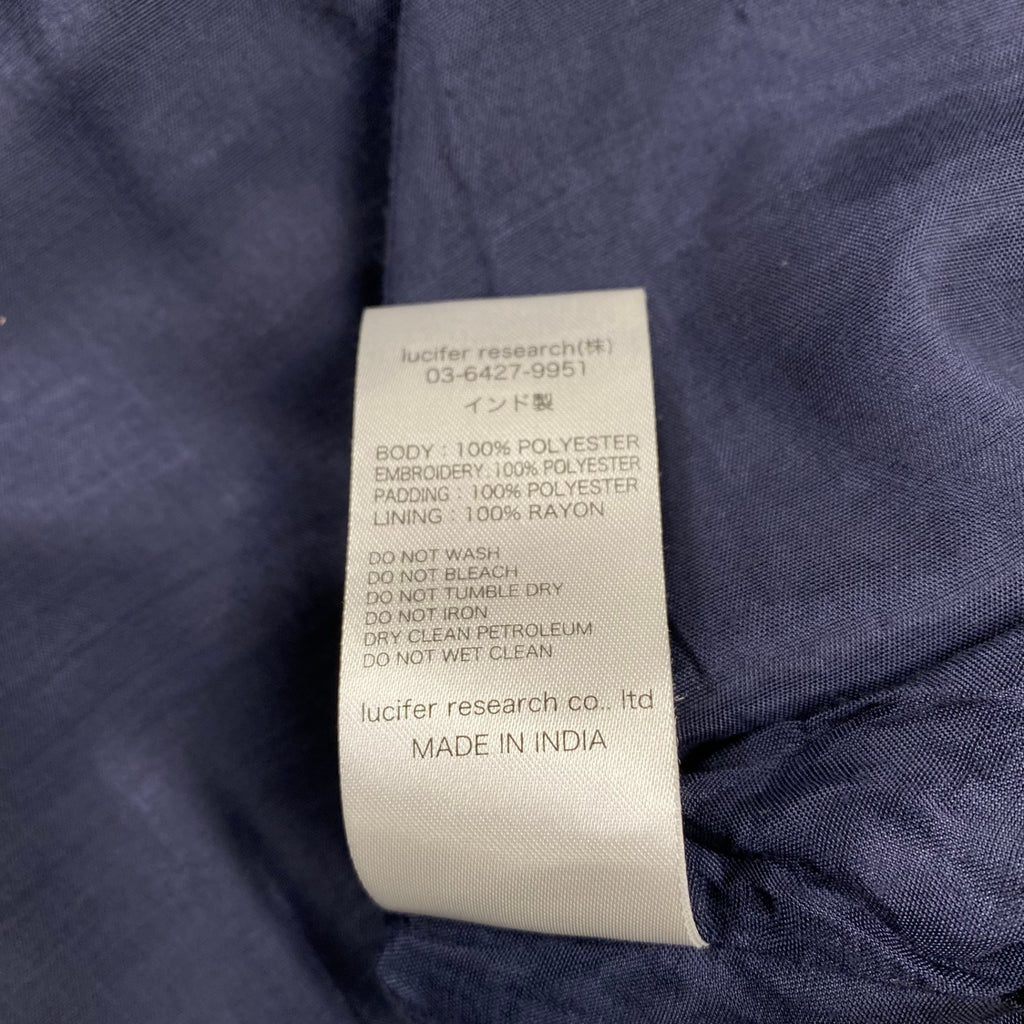 lucifer research(株)
03-6427-9951
インド製
BODY : 100% POLYESTER
EMBROIDERY: 100% POLYESTER
PADDING : 100% POLYESTER
LINING : 100% RAYON
DO NOT WASH
DO NOT BLEACH
DO NOT TUMBLE DRY
DO NOT IRON
DRY CLEAN PETROLEUM
DO NOT WET CLEAN
lucifer research co.. ltd
MADE IN INDIA